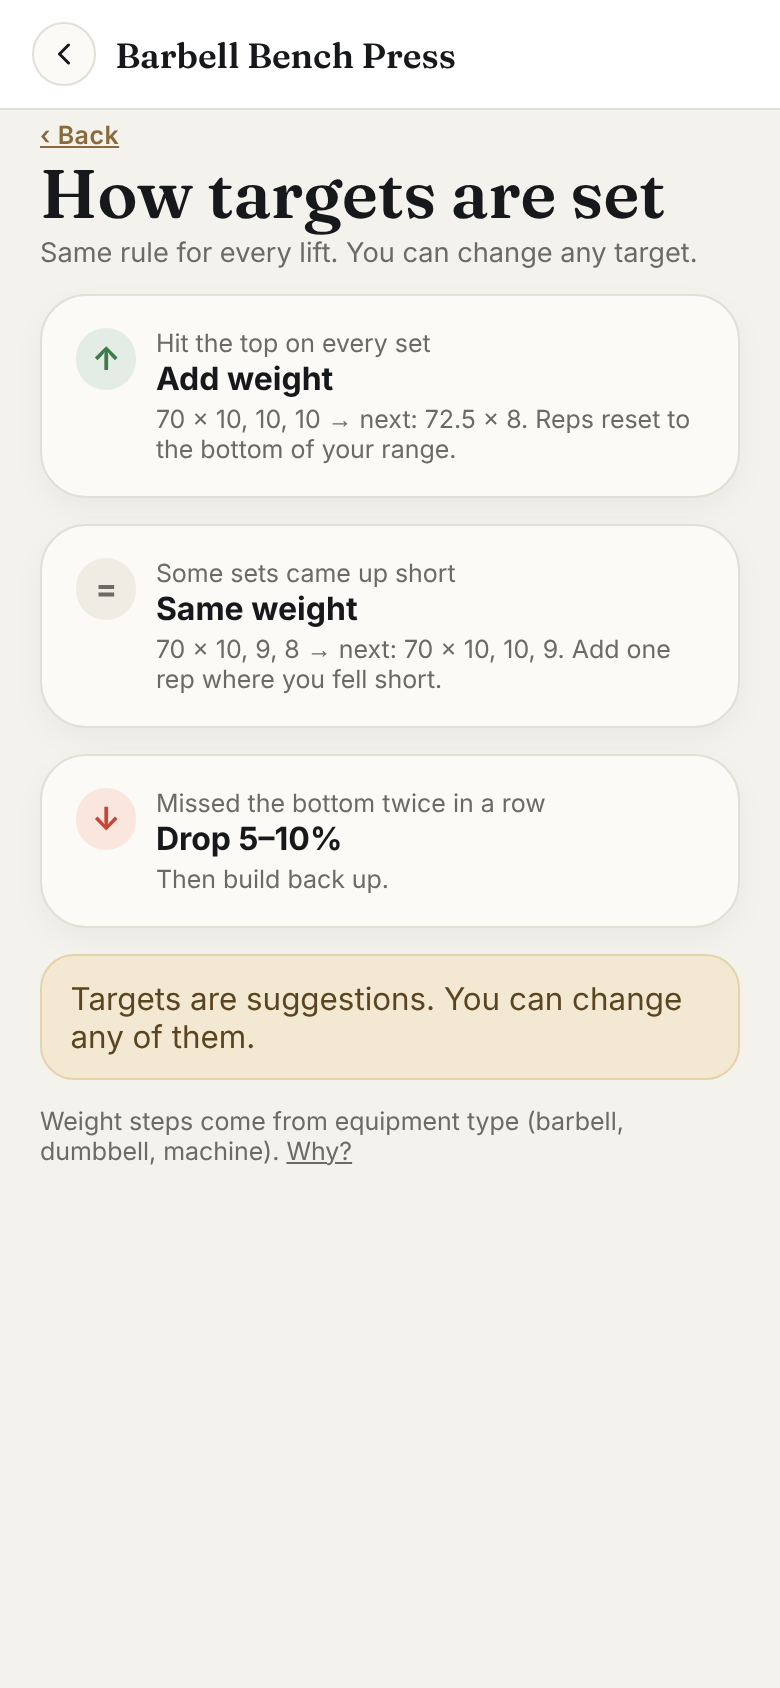 Barbell Bench Press
‹ Back
How targets are set
Same rule for every lift. You can change any target.
↑
Hit the top on every set
Add weight
70 × 10, 10, 10 → next: 72.5 × 8. Reps reset to
the bottom of your range.
=
Some sets came up short
Same weight
70 × 10, 9, 8 → next: 70 × 10, 10, 9. Add one
rep where you fell short.
↓
Missed the bottom twice in a row
Drop 5–10%
Then build back up.
Targets are suggestions. You can change
any of them.
Weight steps come from equipment type (barbell,
dumbbell, machine). Why?